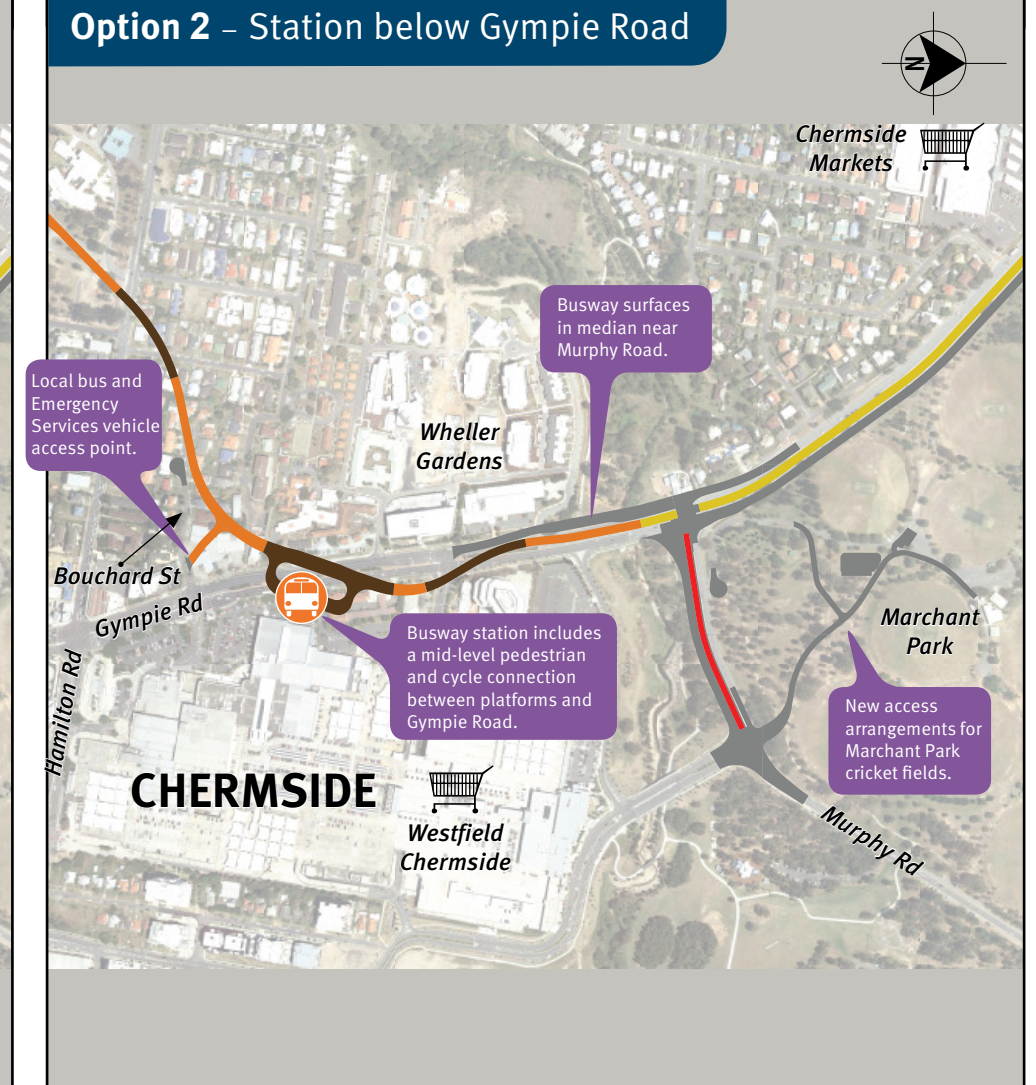 Option 2 – Station below Gympie Road
N
Chermside
Markets
Busway surfaces
in median near
Murphy Road.
Local bus and
Emergency
Services vehicle
access point.
Wheller
Gardens
Bouchard St
Gympie Rd
Hamilton Rd
Busway station includes
a mid-level pedestrian
and cycle connection
between platforms and
Gympie Road.
Marchant
Park
New access
arrangements for
Marchant Park
cricket fields.
CHERMSIDE
Westfield
Chermside
Murphy Rd